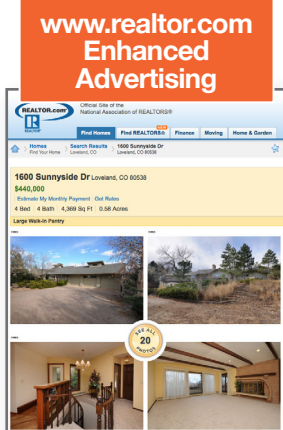 www.realtor.com
Enhanced
Advertising
REALTOR.com®
REALTOR
Official Site of the
National Association of REALTORS®
NEW
Find Homes Find REALTORS® Finance Moving Home & Garden
Homes Search Results 1600 Sunnyside Dr
Find Your Home Loveland, CO Loveland, CO 80538
1600 Sunnyside Dr Loveland, CO 80538
$440,000
Estimate My Monthly Payment Get Rates
4 Bed 4 Bath 4,369 Sq Ft 0.58 Acres
Large Walk-In Pantry
SEE ALL
20
PHOTOS